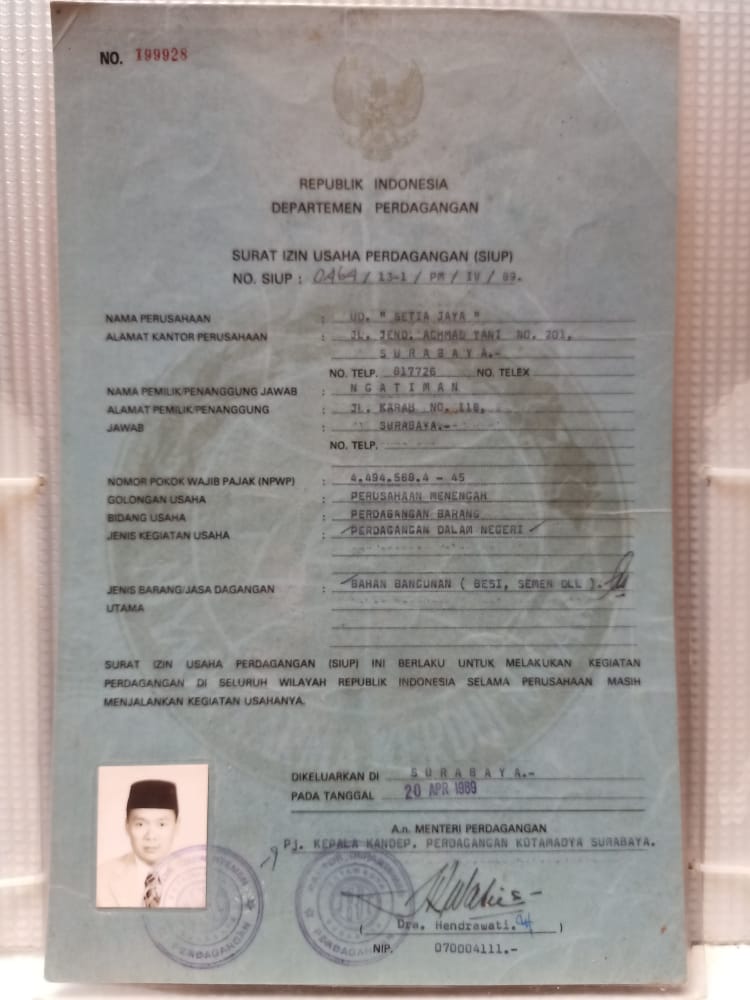 NO. 199928
REPUBLIK INDONESIA
DEPARTEMEN PERDAGANGAN
SURAT IZIN USAHA PERDAGANGAN (SIUP)
NO. SIUP : 0464 / 13-1 / PM / IV / 89.
NAMA PERUSAHAAN : UD. " SETIA JAYA "
ALAMAT KANTOR PERUSAHAAN : JL. JEND. ACHMAD YANI NO. 201,
S U R A B A Y A.-
NO. TELP. 817726 NO. TELEX
NAMA PEMILIK/PENANGGUNG JAWAB : N G A T I M A N
ALAMAT PEMILIK/PENANGGUNG : JL. KARAH NO. 118,
JAWAB : SURABAYA.-
NO. TELP.
NOMOR POKOK WAJIB PAJAK (NPWP) : 4.494.568.4 - 45
GOLONGAN USAHA : PERUSAHAAN MENENGAH
BIDANG USAHA : PERDAGANGAN BARANG
JENIS KEGIATAN USAHA : PERDAGANGAN DALAM NEGERI
JENIS BARANG/JASA DAGANGAN : BAHAN BANGUNAN ( BESI, SEMEN DLL ).
UTAMA
SURAT IZIN USAHA PERDAGANGAN (SIUP) INI BERLAKU UNTUK MELAKUKAN KEGIATAN
PERDAGANGAN DI SELURUH WILAYAH REPUBLIK INDONESIA SELAMA PERUSAHAAN MASIH
MENJALANKAN KEGIATAN USAHANYA.
DIKELUARKAN DI S U R A B A Y A.-
PADA TANGGAL 20 APR 1989
A.n. MENTERI PERDAGANGAN
Pj. KEPALA KANDEP. PERDAGANGAN KOTAMADYA SURABAYA.
PERDAGANGAN
( Dra. Hendrawati. )
NIP. 070004111.-